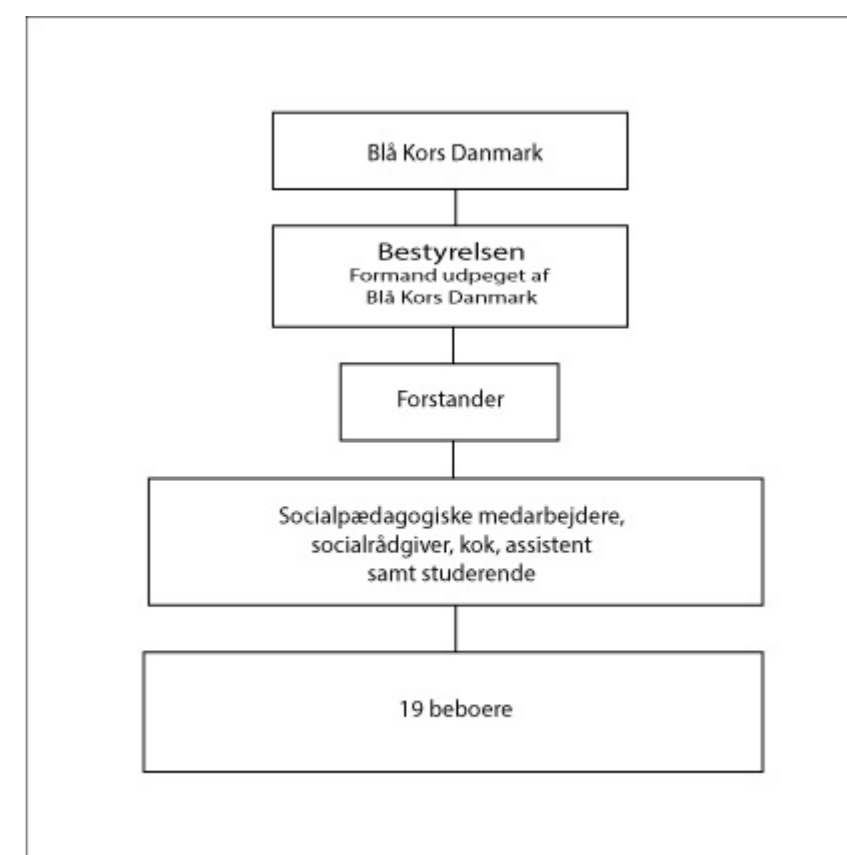 Blå Kors Danmark
Bestyrelsen
Formand udpeget af
Blå Kors Danmark
Forstander
Socialpædagogiske medarbejdere,
socialrådgiver, kok, assistent
samt studerende
19 beboere